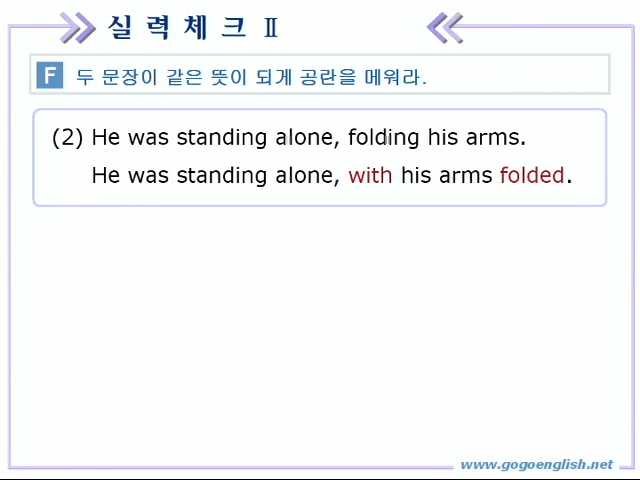 실 력 체 크 Ⅱ
F 두 문장이 같은 뜻이 되게 공란을 메워라.
(2) He was standing alone, folding his arms.
He was standing alone, with his arms folded.
www.gogoenglish.net